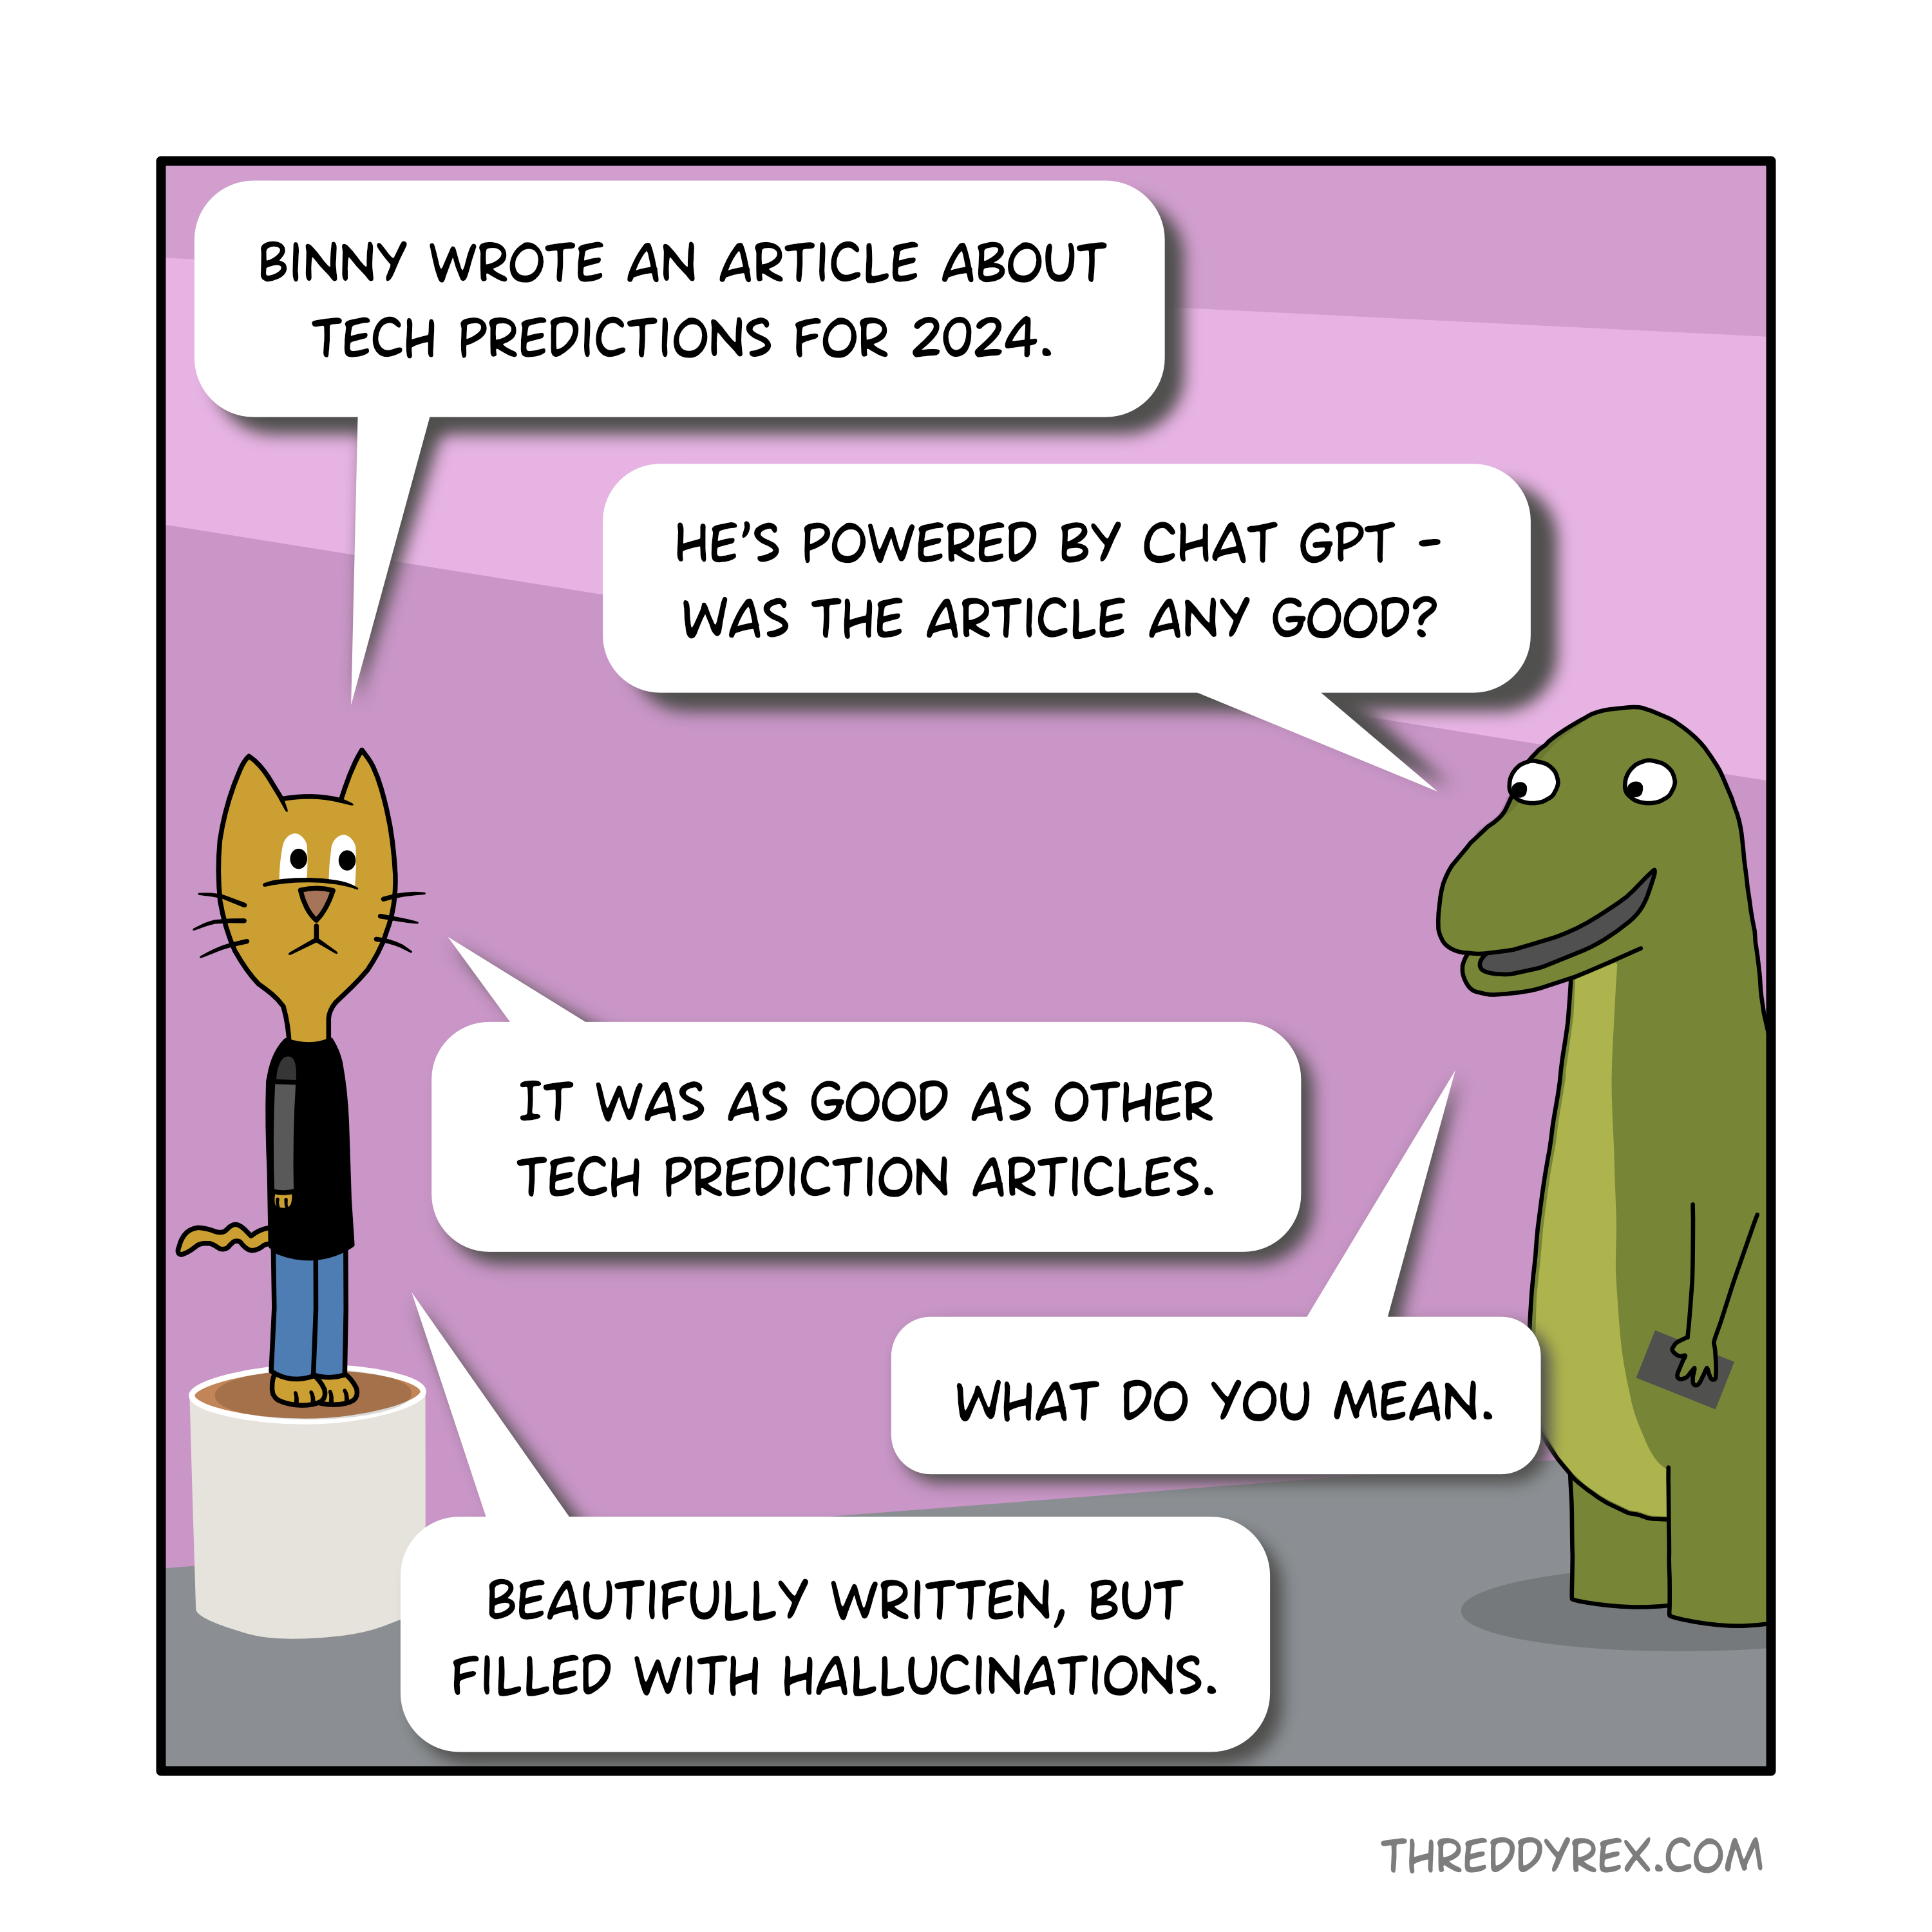 BINNY WROTE AN ARTICLE ABOUT
TECH PREDICTIONS FOR 2024.
HE'S POWERED BY CHAT GPT -
WAS THE ARTICLE ANY GOOD?
IT WAS AS GOOD AS OTHER
TECH PREDICTION ARTICLES.
WHAT DO YOU MEAN.
BEAUTIFULLY WRITTEN, BUT
FILLED WITH HALLUCINATIONS.
THREDDYREX.COM